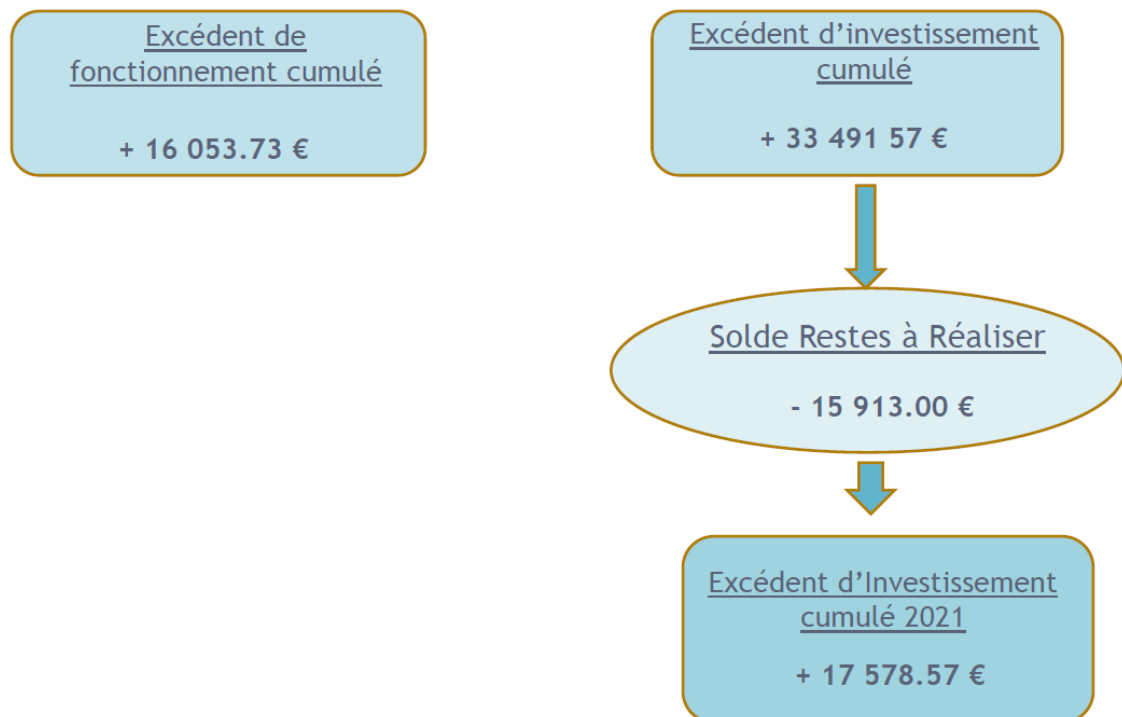 Excédent de
fonctionnement cumulé
+ 16 053.73 €
Excédent d’investissement
cumulé
+ 33 491 57 €
Solde Restes à Réaliser
- 15 913.00 €
Excédent d’Investissement
cumulé 2021
+ 17 578.57 €